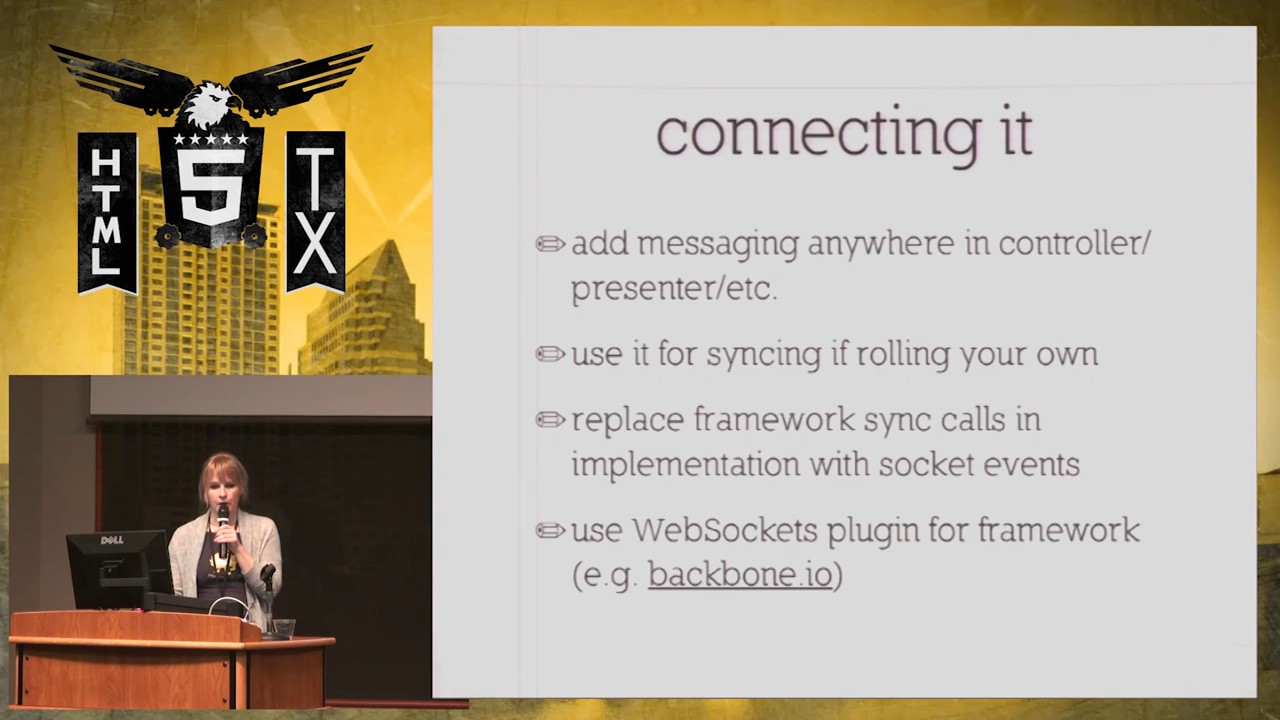 HTML
5
TX
connecting it
add messaging anywhere in controller/
presenter/etc.
use it for syncing if rolling your own
replace framework sync calls in
implementation with socket events
use WebSockets plugin for framework
(e.g. backbone.io)
DELL